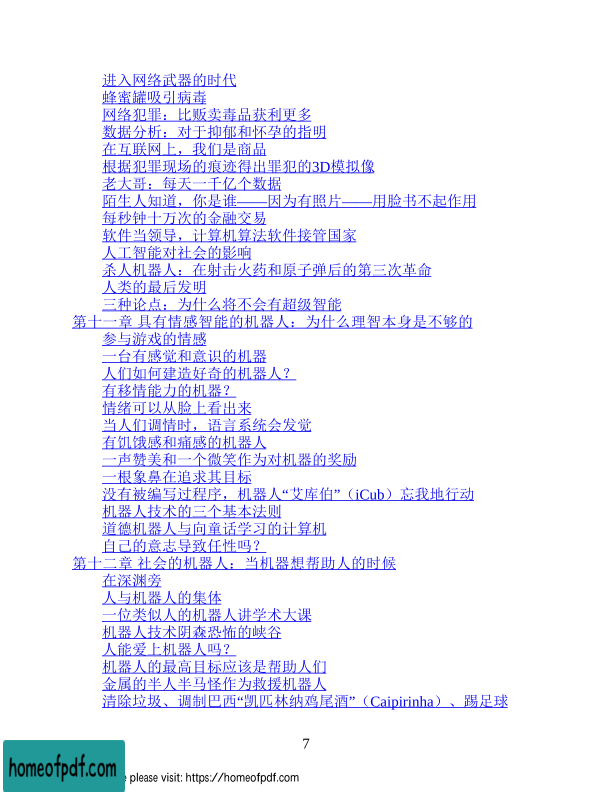 进入网络武器的时代
蜂蜜罐吸引病毒
网络犯罪：比贩卖毒品获利更多
数据分析：对于抑郁和怀孕的指明
在互联网上，我们是商品
根据犯罪现场的痕迹得出罪犯的3D模拟像
老大哥：每天一千亿个数据
陌生人知道，你是谁——因为有照片——用脸书不起作用
每秒钟十万次的金融交易
软件当领导，计算机算法软件接管国家
人工智能对社会的影响
杀人机器人：在射击火药和原子弹后的第三次革命
人类的最后发明
三种论点：为什么将不会有超级智能
第十一章 具有情感智能的机器人：为什么理智本身是不够的
参与游戏的情感
一台有感觉和意识的机器
人们如何建造好奇的机器人？
有移情能力的机器？
情绪可以从脸上看出来
当人们调情时，语言系统会发觉
有饥饿感和痛感的机器人
一声赞美和一个微笑作为对机器的奖励
一根象鼻在追求其目标
没有被编写过程序，机器人“艾库伯”（iCub）忘我地行动
机器人技术的三个基本法则
道德机器人与向童话学习的计算机
自己的意志导致任性吗？
第十二章 社会的机器人：当机器想帮助人的时候
在深渊旁
人与机器人的集体
一位类似人的机器人讲学术大课
机器人技术阴森恐怖的峡谷
人能爱上机器人吗？
机器人的最高目标应该是帮助人们
金属的半人半马怪作为救援机器人
清除垃圾、调制巴西“凯匹林纳鸡尾酒”（Caipirinha）、踢足球
7
homeofpdf.com
please visit: https://homeofpdf.com